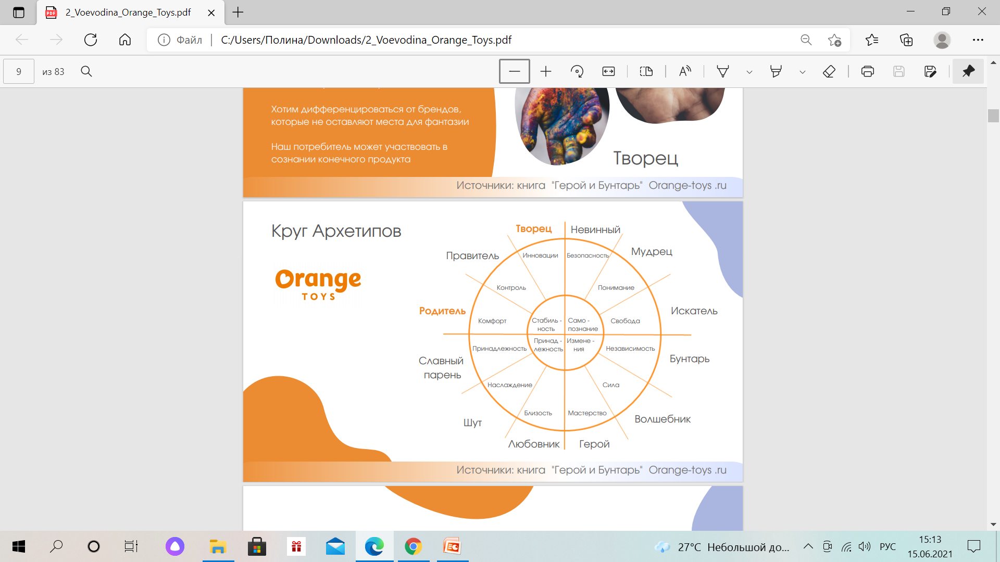 2_Voevodina_Orange_Toys.pdf
Файл
C:/Users/Полина/Downloads/2_Voevodina_Orange_Toys.pdf
9
из 83
Хотим дифференцироваться от брендов,
которые не оставляют места для фантазии
Наш потребитель может участвовать в
сознании конечного продукта
Творец
Источники: книга "Герой и Бунтарь" Orange-toys .ru
Круг Архетипов
Orange
TOYS
Творец
Невинный
Правитель
Мудрец
Инновации
Безопасность
Контроль
Понимание
Родитель
Искатель
Комфорт
Стабиль -
ность
Само -
познание
Свобода
Принадлежность
Принад -
лежность
Измене -
ния
Независимость
Славный
парень
Бунтарь
Наслаждение
Сила
Близость
Мастерство
Шут
Волшебник
Любовник
Герой
Источники: книга "Герой и Бунтарь" Orange-toys .ru
27°C Небольшой до...
РУС
15:13
15.06.2021